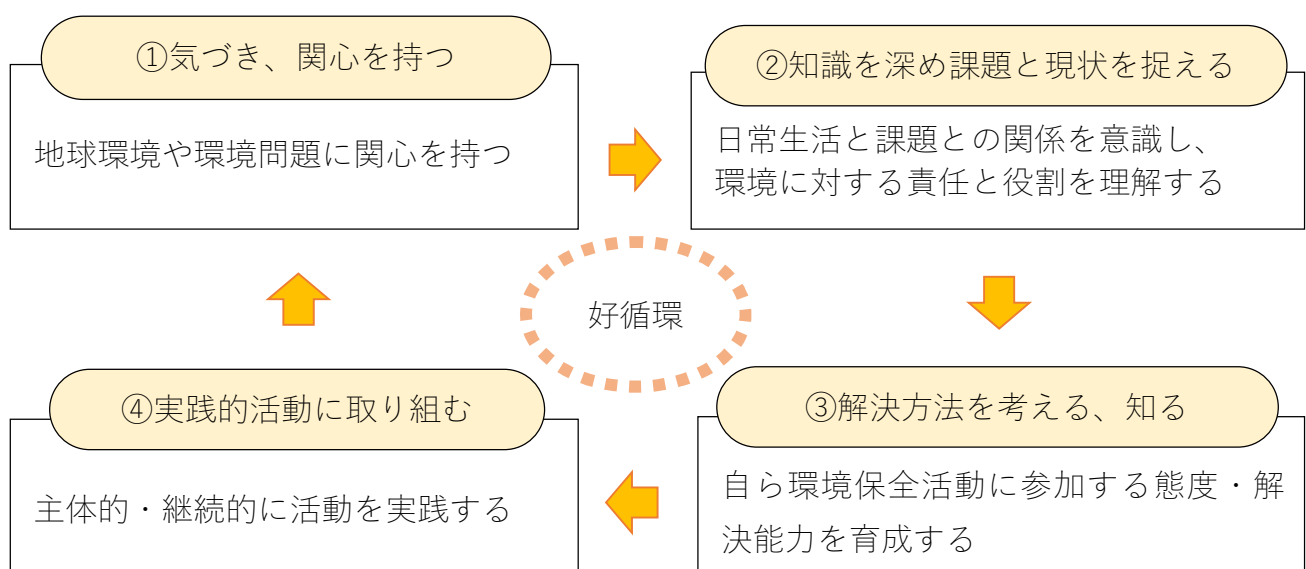 ①気づき、関心を持つ
地球環境や環境問題に関心を持つ
②知識を深め課題と現状を捉える
日常生活と課題との関係を意識し、
環境に対する責任と役割を理解する
好循環
③解決方法を考える、知る
自ら環境保全活動に参加する態度・解
決能力を育成する
④実践的活動に取り組む
主体的・継続的に活動を実践する